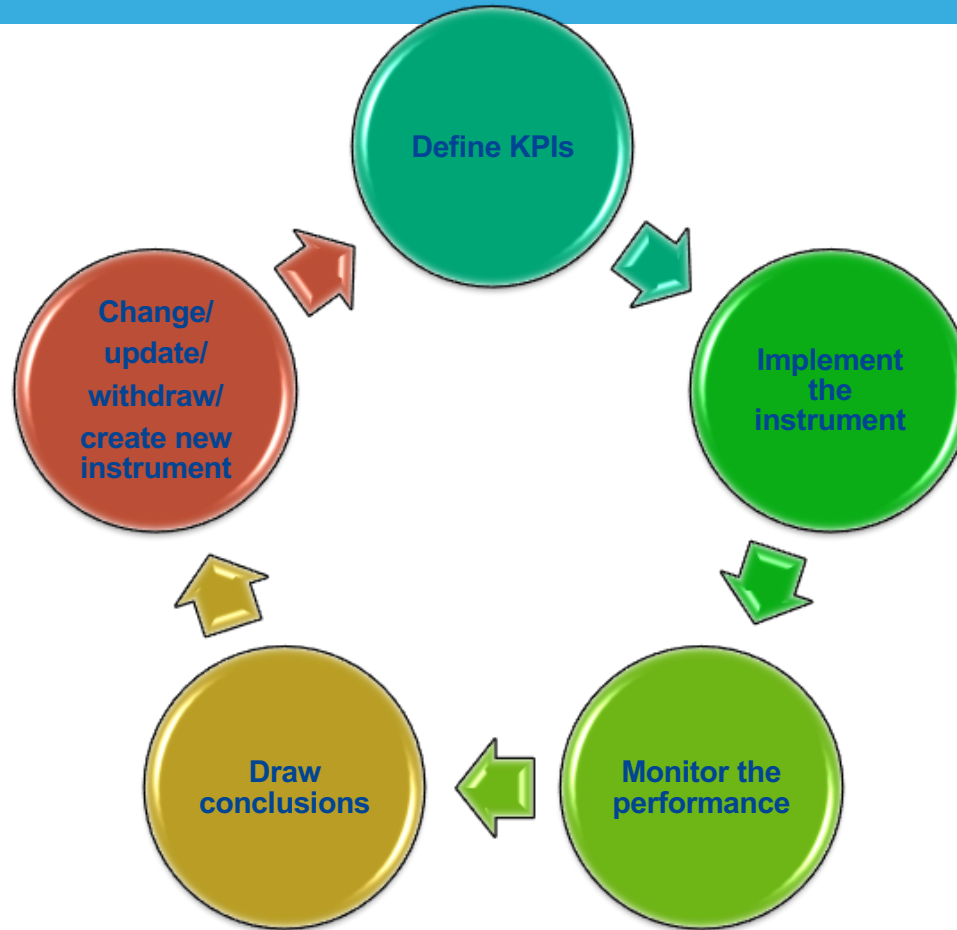 Define KPIs
Implement
the
instrument
Monitor the
performance
Draw
conclusions
Change/
update/
withdraw/
create new
instrument